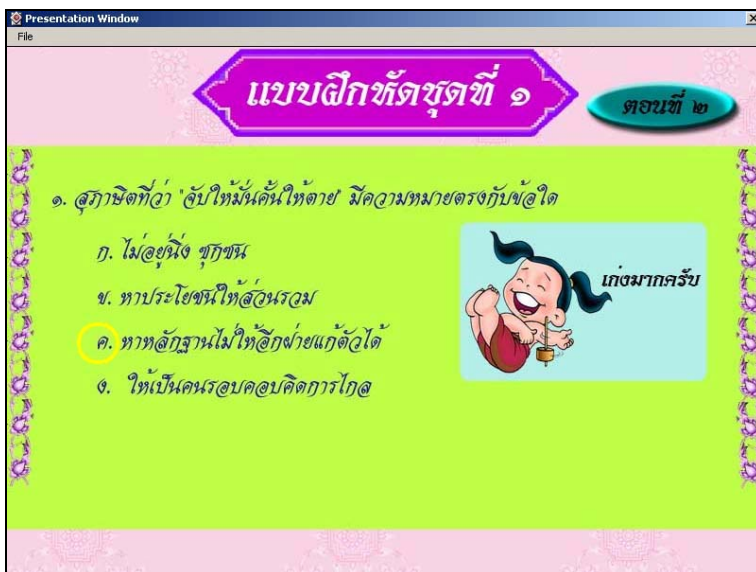 Presentation Window
File
แบบฝึกหัดชุดที่ ๑
ตอนที่ ๒
๑. สุภาษิตที่ว่า "จับให้มั่นคั้นให้ตาย" มีความหมายตรงกับข้อใด
ก. ไม่อยู่นิ่ง ซุกซน
ข. หาประโยชน์ให้ส่วนรวม
ค. หาหลักฐานไม่ให้อีกฝ่ายแก้ตัวได้
ง. ให้เป็นคนรอบคอบคิดการไกล
เก่งมากครับ